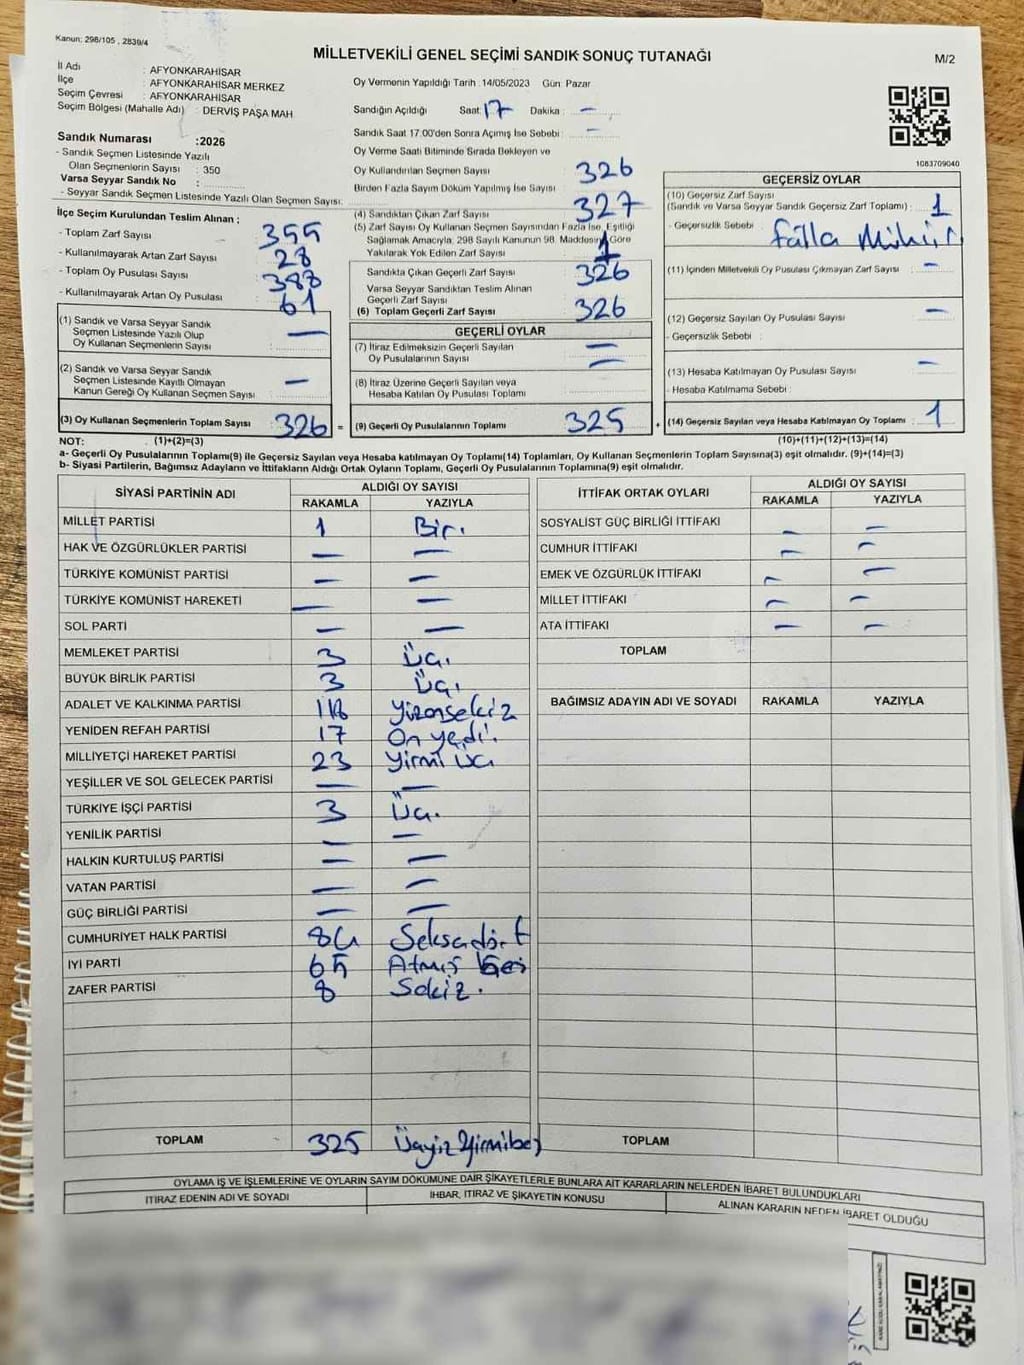 Kanun: 298/105 , 2839/4
MİLLETVEKİLİ GENEL SEÇİMİ SANDIK SONUÇ TUTANAĞI
M/2
İl Adı : AFYONKARAHİSAR
İlçe : AFYONKARAHİSAR MERKEZ
Seçim Çevresi : AFYONKARAHİSAR
Seçim Bölgesi (Mahalle Adı) : DERVİŞ PAŞA MAH
Sandık Numarası :2026
- Sandık Seçmen Listesinde Yazılı
Olan Seçmenlerin Sayısı : 350
Varsa Seyyar Sandık No :
- Seyyar Sandık Seçmen Listesinde Yazılı Olan Seçmen Sayısı:
İlçe Seçim Kurulundan Teslim Alınan ;
- Toplam Zarf Sayısı 355
- Kullanılmayarak Artan Zarf Sayısı 28
- Toplam Oy Pusulası Sayısı 388
- Kullanılmayarak Artan Oy Pusulası 61
(1) Sandık ve Varsa Seyyar Sandık
Seçmen Listesinde Yazılı Olup
Oy Kullanan Seçmenlerin Sayısı : —
(2) Sandık ve Varsa Seyyar Sandık
Seçmen Listesinde Kayıtlı Olmayan
Kanun Gereği Oy Kullanan Seçmen Sayısı : —
(3) Oy Kullanan Seçmenlerin Toplam Sayısı : 326 =
Oy Vermenin Yapıldığı Tarih : 14/05/2023 Gün: Pazar
Sandığın Açıldığı Saat: 17 Dakika : —
Sandık Saat 17.00'den Sonra Açımış İse Sebebi : —
Oy Verme Saati Bitiminde Sırada Bekleyen ve
Oy Kullandırılan Seçmen Sayısı 326
Birden Fazla Sayım Döküm Yapılmış İse Sayısı
(4) Sandıktan Çıkan Zarf Sayısı 327
(5) Zarf Sayısı Oy Kullanan Seçmen Sayısından Fazla İse, Eşitliği
Sağlamak Amacıyla, 298 Sayılı Kanunun 98. Maddesine Göre
Yakılarak Yok Edilen Zarf Sayısı : 1
Sandıkta Çıkan Geçerli Zarf Sayısı : 326
Varsa Seyyar Sandıktan Teslim Alınan
Geçerli Zarf Sayısı
(6) Toplam Geçerli Zarf Sayısı : 326
GEÇERLİ OYLAR
(7) İtiraz Edilmeksizin Geçerli Sayılan
Oy Pusulalarının Sayısı : —
(8) İtiraz Üzerine Geçerli Sayılan veya
Hesaba Katılan Oy Pusulası Toplamı : —
(9) Geçerli Oy Pusulalarının Toplamı : 325 +
1083709040
GEÇERSİZ OYLAR
(10) Geçersiz Zarf Sayısı
(Sandık ve Varsa Seyyar Sandık Geçersiz Zarf Toplamı) : 1
- Geçersizlik Sebebi :
(11) İçinden Milletvekili Oy Pusulası Çıkmayan Zarf Sayısı : —
(12) Geçersiz Sayılan Oy Pusulası Sayısı : —
- Geçersizlik Sebebi :
(13) Hesaba Katılmayan Oy Pusulası Sayısı : —
- Hesaba Katılmama Sebebi :
(14) Geçersiz Sayılan veya Hesaba Katılmayan Oy Toplamı : 1
NOT: (1)+(2)=(3) (10)+(11)+(12)+(13)=(14)
a- Geçerli Oy Pusulasının Toplamı(9) ile Geçersiz Sayılan veya Hesaba katılmayan Oy Toplamı(14) Toplamları, Oy Kullanan Seçmenlerin Toplam Sayısına(3) eşit olmalıdır. (9)+(14)=(3)
b- Siyasi Partilerin, Bağımsız Adayların ve İttifakların Aldığı Ortak Oyların Toplamı, Geçerli Oy Pusulalarının Toplamına(9) eşit olmalıdır.
SİYASİ PARTİNİN ADI ALDIĞI OY SAYISI
RAKAMLA YAZIYLA
MİLLET PARTİSİ 1 Bir.
HAK VE ÖZGÜRLÜKLER PARTİSİ — —
TÜRKİYE KOMÜNİST PARTİSİ — —
TÜRKİYE KOMÜNİST HAREKETİ — —
SOL PARTİ — —
MEMLEKET PARTİSİ 3 Üç.
BÜYÜK BİRLİK PARTİSİ 3 Üç.
ADALET VE KALKINMA PARTİSİ 118 Yüzonsekiz
YENİDEN REFAH PARTİSİ 17 On yedi.
MİLLİYETÇİ HAREKET PARTİSİ 23 Yirmi üç
YEŞİLLER VE SOL GELECEK PARTİSİ — —
TÜRKİYE İŞÇİ PARTİSİ 3 Üç.
YENİLİK PARTİSİ — —
HALKIN KURTULUŞ PARTİSİ — —
VATAN PARTİSİ — —
GÜÇ BİRLİĞİ PARTİSİ — —
CUMHURİYET HALK PARTİSİ 84 Seksendört
İYİ PARTİ 65 Atmış beş
ZAFER PARTİSİ 8 Sekiz.
TOPLAM 325 Üçyüz Yirmibeş
İTTİFAK ORTAK OYLARI ALDIĞI OY SAYISI
RAKAMLA YAZIYLA
SOSYALİST GÜÇ BİRLİĞİ İTTİFAKI — —
CUMHUR İTTİFAKI — —
EMEK VE ÖZGÜRLÜK İTTİFAKI — —
MİLLET İTTİFAKI — —
ATA İTTİFAKI — —
TOPLAM
BAĞIMSIZ ADAYIN ADI VE SOYADI RAKAMLA YAZIYLA
TOPLAM
OYLAMA İŞ VE İŞLEMLERİNE VE OYLARIN SAYIM DÖKÜMÜNE DAİR ŞİKAYETLERLE BUNLARA AİT KARARLARIN NELERDEN İBARET BULUNDUKLARI
İTİRAZ EDENİN ADI VE SOYADI İHBAR, İTİRAZ VE ŞİKAYETİN KONUSU ALINAN KARARIN NEDEN İBARET OLDUĞU